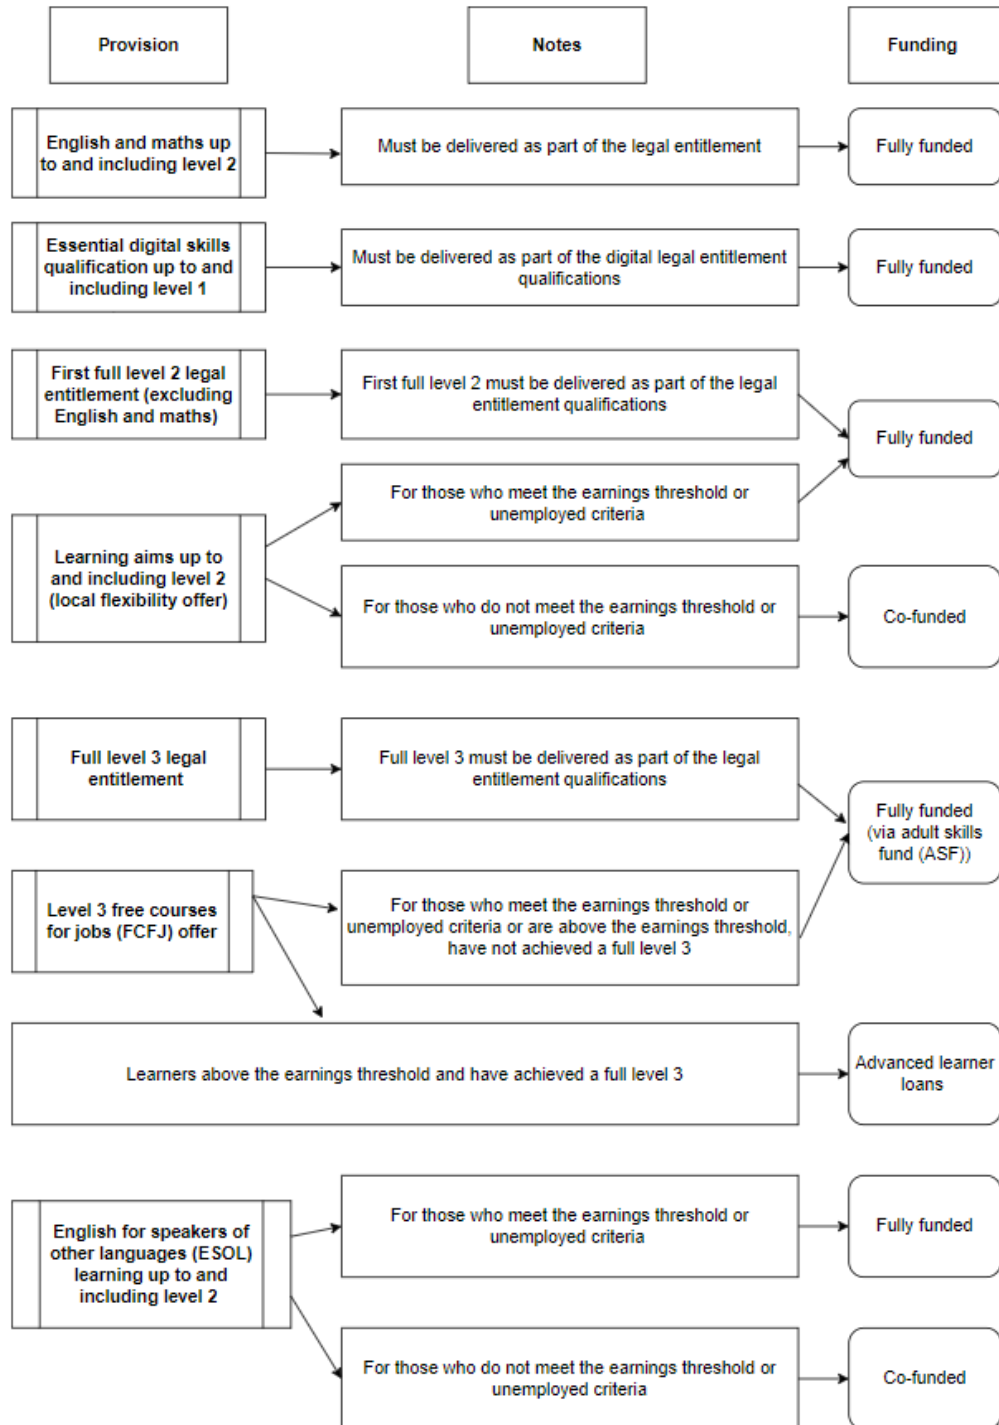 Provision
Notes
Funding
English and maths up
to and including level 2
Must be delivered as part of the legal entitlement
Fully funded
Essential digital skills
qualification up to and
including level 1
Must be delivered as part of the digital legal entitlement
qualifications
Fully funded
First full level 2 legal
entitlement (excluding
English and maths)
First full level 2 must be delivered as part of the legal
entitlement qualifications
Fully funded
Learning aims up to
and including level 2
(local flexibility offer)
For those who meet the earnings threshold or
unemployed criteria
For those who do not meet the earnings threshold or
unemployed criteria
Co-funded
Full level 3 legal
entitlement
Full level 3 must be delivered as part of the legal
entitlement qualifications
Fully funded
(via adult skills
fund (ASF))
Level 3 free courses
for jobs (FCFJ) offer
For those who meet the earnings threshold or
unemployed criteria or are above the earnings threshold,
have not achieved a full level 3
Learners above the earnings threshold and have achieved a full level 3
Advanced learner
loans
English for speakers of
other languages (ESOL)
learning up to and
including level 2
For those who meet the earnings threshold or
unemployed criteria
Fully funded
For those who do not meet the earnings threshold or
unemployed criteria
Co-funded